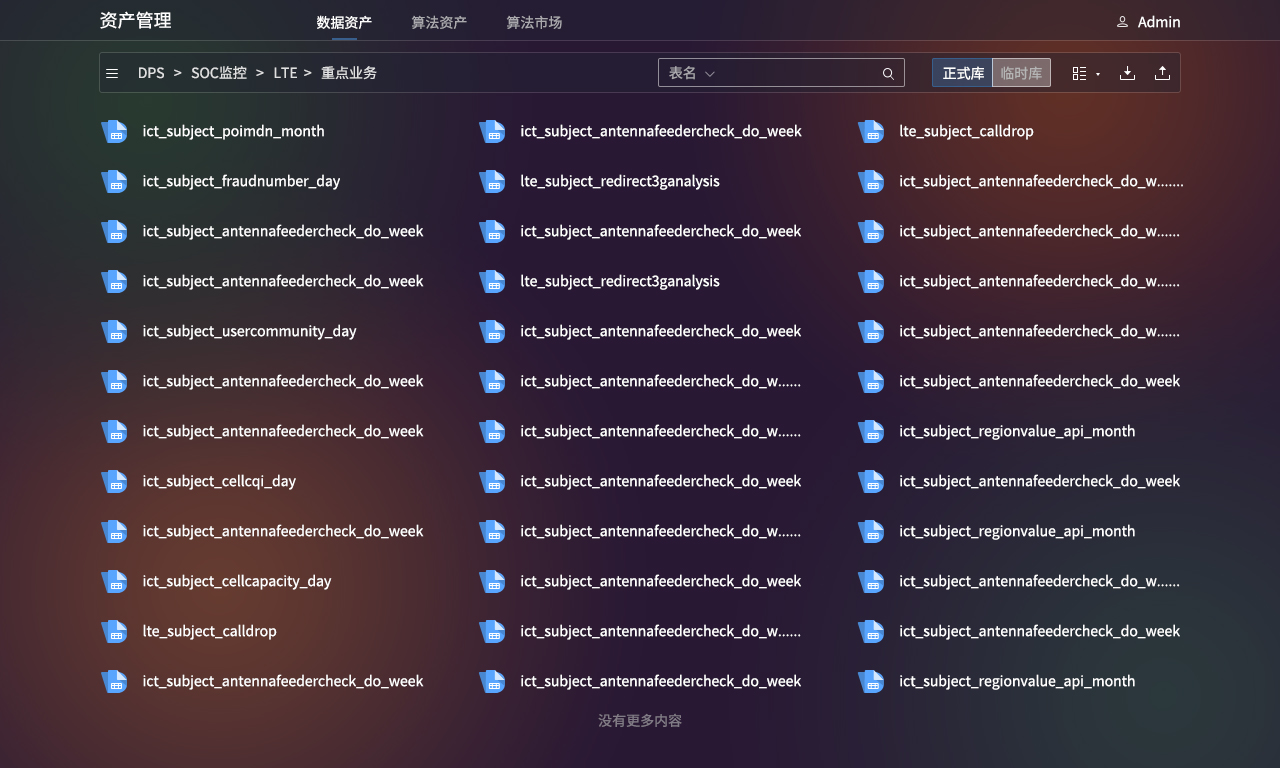 资产管理 数据资产 算法资产 算法市场 Admin
DPS > SOC监控 > LTE > 重点业务 表名 正式库 临时库
ict_subject_poimdn_month ict_subject_antennafeedercheck_do_week lte_subject_calldrop
ict_subject_fraudnumber_day lte_subject_redirect3ganalysis ict_subject_antennafeedercheck_do_w.......
ict_subject_antennafeedercheck_do_week ict_subject_antennafeedercheck_do_week ict_subject_antennafeedercheck_do_w......
ict_subject_antennafeedercheck_do_week lte_subject_redirect3ganalysis ict_subject_antennafeedercheck_do_w......
ict_subject_usercommunity_day ict_subject_antennafeedercheck_do_week ict_subject_antennafeedercheck_do_w......
ict_subject_antennafeedercheck_do_week ict_subject_antennafeedercheck_do_w...... ict_subject_antennafeedercheck_do_week
ict_subject_antennafeedercheck_do_week ict_subject_antennafeedercheck_do_w...... ict_subject_regionvalue_api_month
ict_subject_cellcqi_day ict_subject_antennafeedercheck_do_week ict_subject_antennafeedercheck_do_week
ict_subject_antennafeedercheck_do_week ict_subject_antennafeedercheck_do_w...... ict_subject_regionvalue_api_month
ict_subject_cellcapacity_day ict_subject_antennafeedercheck_do_week ict_subject_antennafeedercheck_do_w......
lte_subject_calldrop ict_subject_antennafeedercheck_do_w...... ict_subject_antennafeedercheck_do_week
ict_subject_antennafeedercheck_do_week ict_subject_antennafeedercheck_do_week ict_subject_regionvalue_api_month
没有更多内容